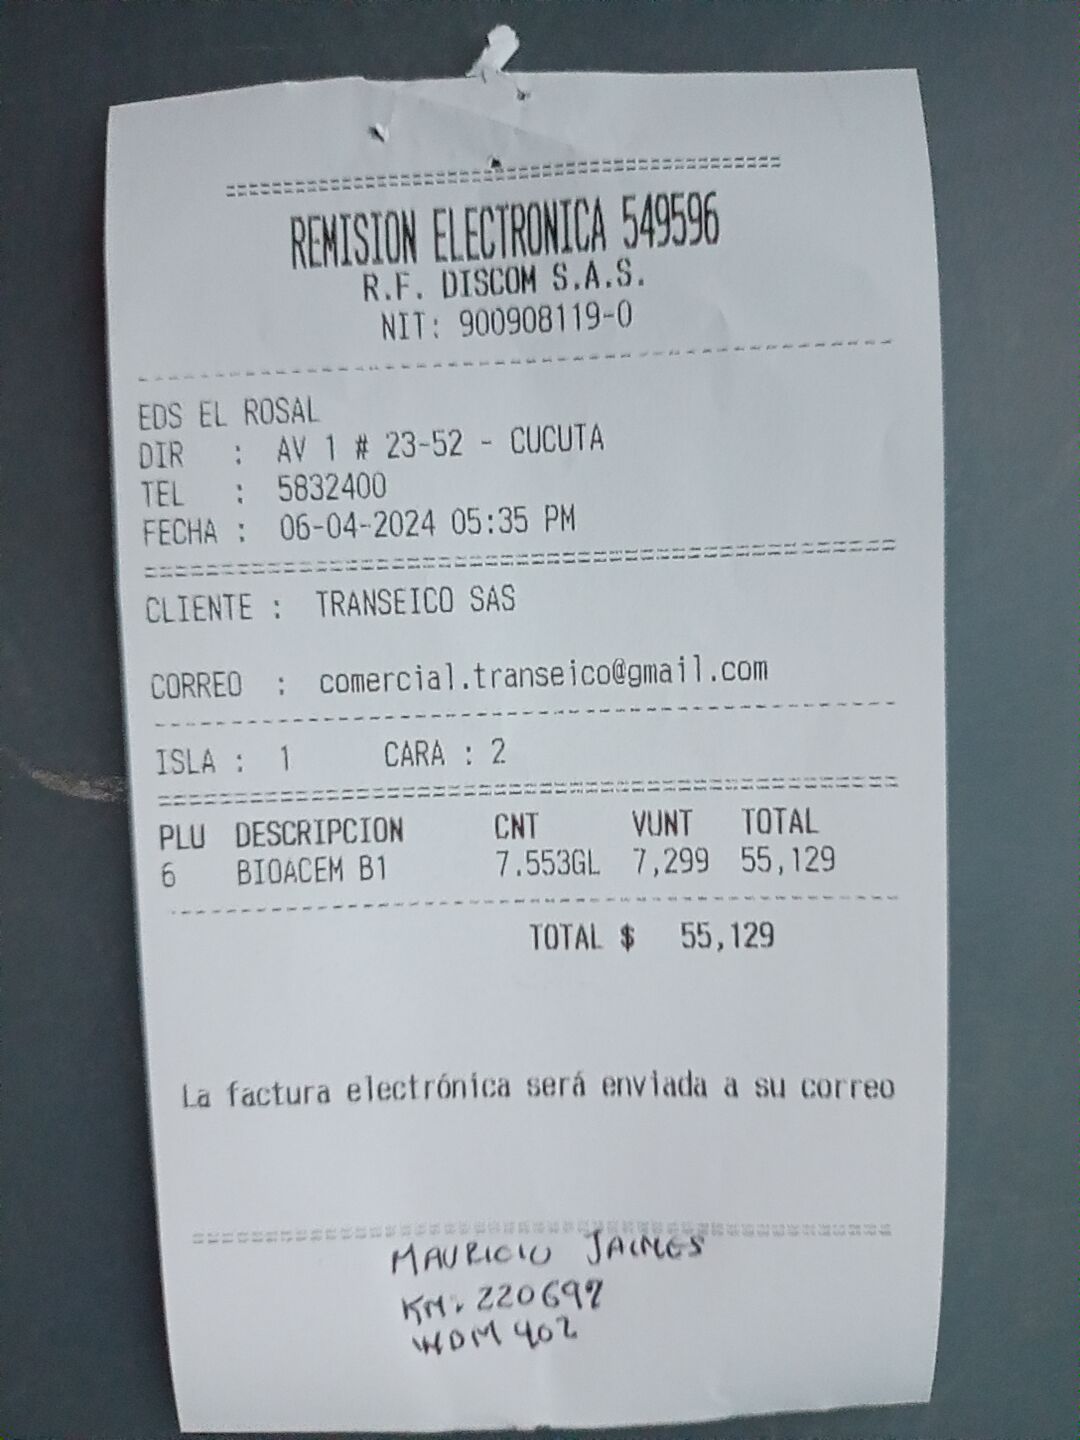 REMISION ELECTRONICA 549596
R.F. DISCOM S.A.S.
NIT: 900908119-0
EDS EL ROSAL
DIR : AV 1 # 23-52 - CUCUTA
TEL : 5832400
FECHA : 06-04-2024 05:35 PM
CLIENTE : TRANSEICO SAS
CORREO : comercial.transeico@gmail.com
ISLA : 1 CARA : 2
PLU DESCRIPCION CNT VUNT TOTAL
6 BIOACEM B1 7.553GL 7,299 55,129
TOTAL $ 55,129
La factura electrónica será enviada a su correo
MAURICIO JAIMES
KM.
402